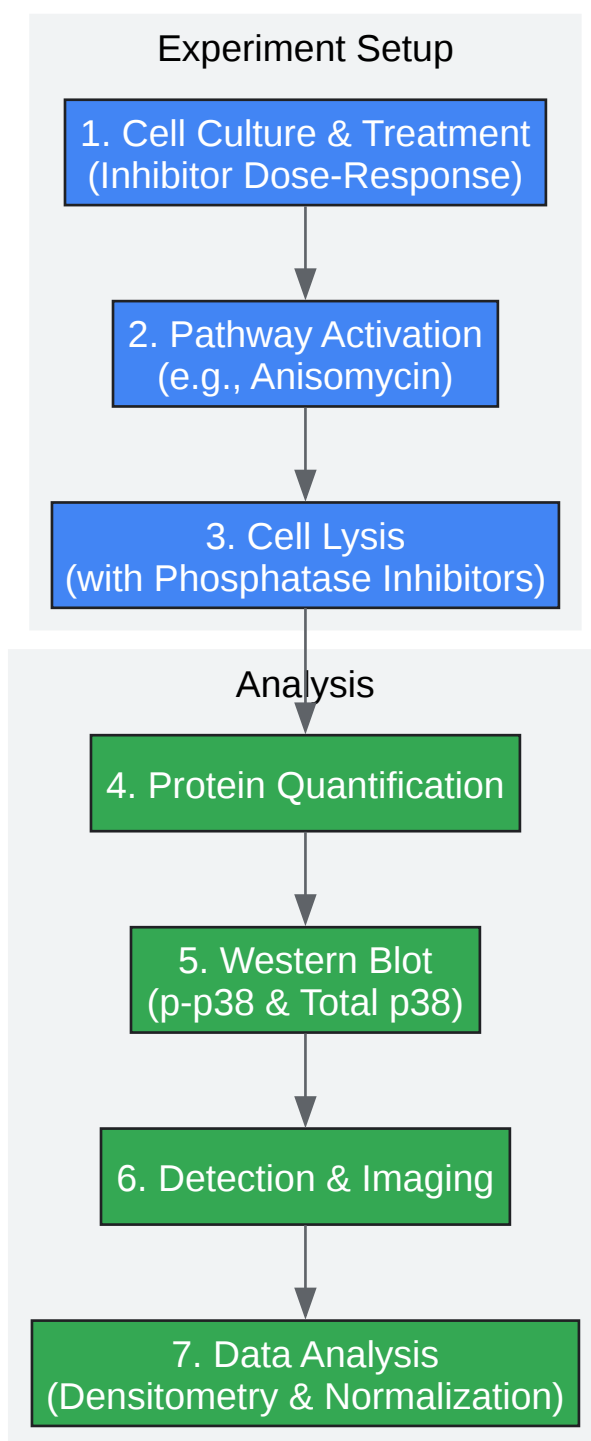 Experiment Setup
1. Cell Culture & Treatment
(Inhibitor Dose-Response)
2. Pathway Activation
(e.g., Anisomycin)
3. Cell Lysis
(with Phosphatase Inhibitors)
Analysis
4. Protein Quantification
5. Western Blot
(p-p38 & Total p38)
6. Detection & Imaging
7. Data Analysis
(Densitometry & Normalization)